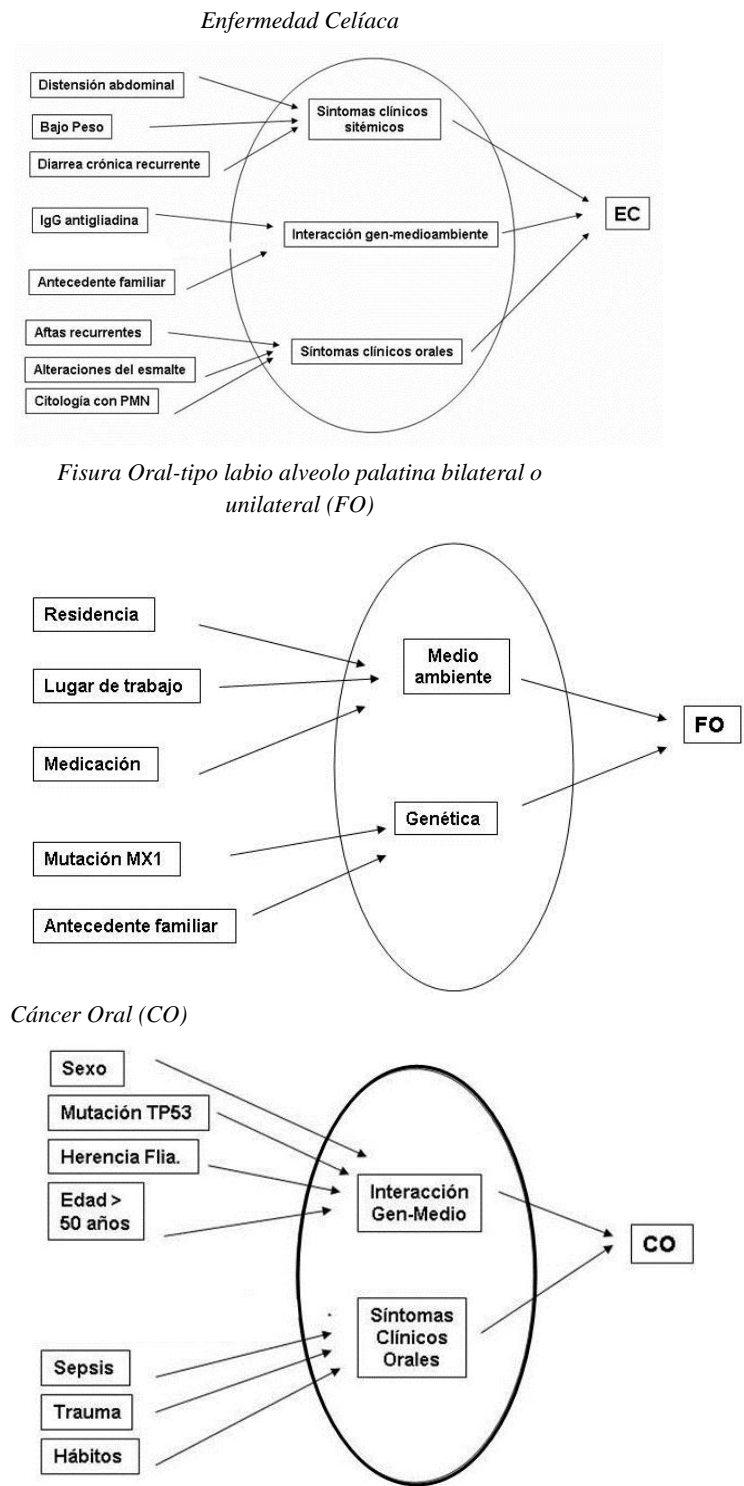 Enfermedad Celíaca
Distensión abdominal
Bajo Peso
Diarrea crónica recurrente
IgG antigliadina
Antecedente familiar
Aftas recurrentes
Alteraciones del esmalte
Citología con PMN
Sintomas clínicos
sitémicos
Interacción gen-medioambiente
Síntomas clínicos orales
EC
Fisura Oral-tipo labio alveolo palatina bilateral o
unilateral (FO)
Residencia
Lugar de trabajo
Medicación
Mutación MX1
Antecedente familiar
Medio
ambiente
Genética
FO
Cáncer Oral (CO)
Sexo
Mutación TP53
Herencia Flia.
Edad >
50 años
Sepsis
Trauma
Hábitos
Interacción
Gen-Medio
Síntomas
Clínicos
Orales
CO